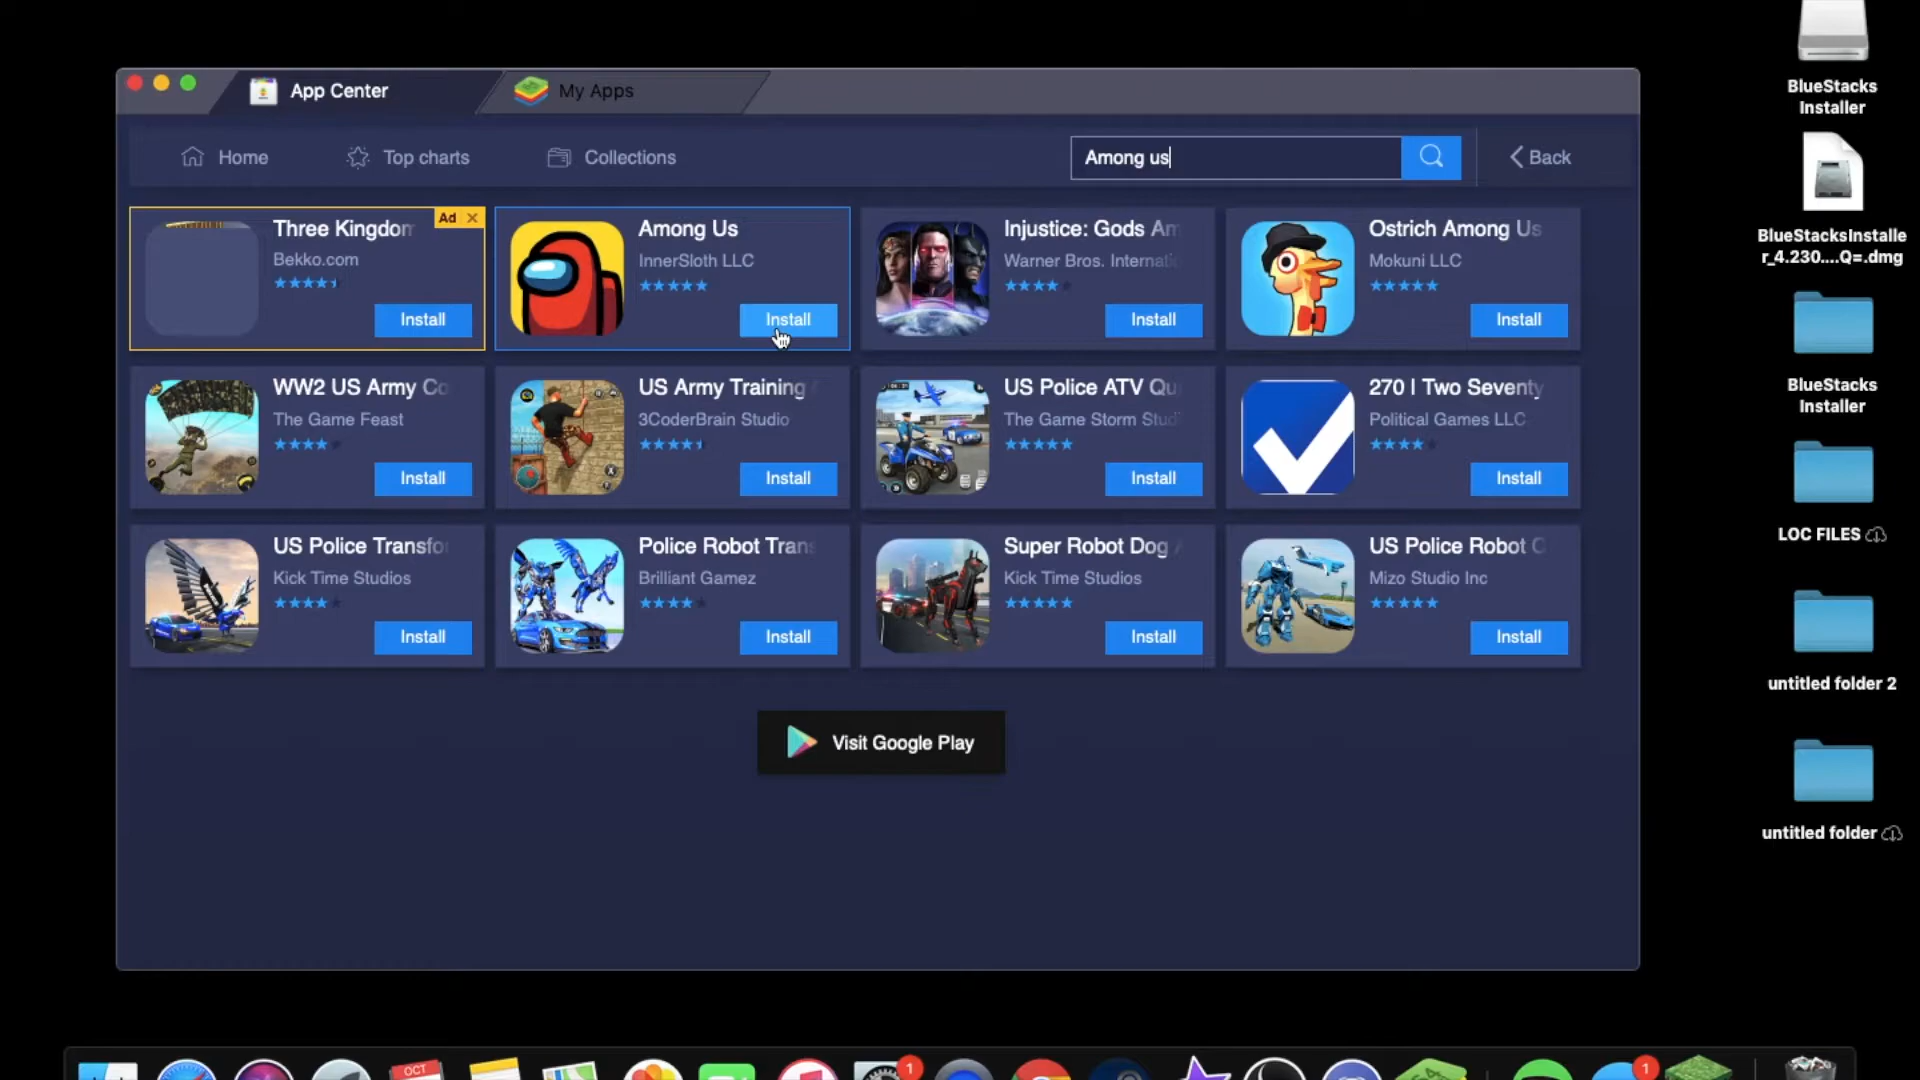 App Center
My Apps
Home
Top charts
Collections
Among us
Back
Three Kingdom
Ad
Bekko.com
Install
Among Us
InnerSloth LLC
Install
Injustice: Gods Am
Warner Bros. Internatio
Install
Ostrich Among Us
Mokuni LLC
Install
WW2 US Army Co
The Game Feast
Install
US Army Training
3CoderBrain Studio
Install
US Police ATV Qu
The Game Storm Stud
Install
270 | Two Seventy
Political Games LLC
Install
US Police Transfo
Kick Time Studios
Install
Police Robot Trans
Brilliant Gamez
Install
Super Robot Dog
Kick Time Studios
Install
US Police Robot C
Mizo Studio Inc
Install
Visit Google Play
BlueStacks
Installer
BlueStacksInstalle
r_4.230....Q=.dmg
BlueStacks
Installer
LOC FILES
untitled folder 2
untitled folder
OCT
1
1